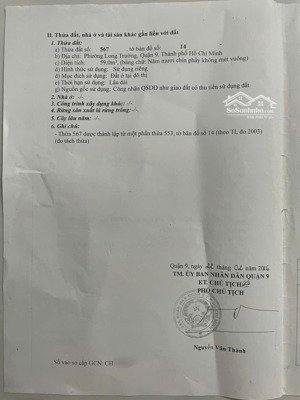 II. Thửa đất, nhà ở và tài sản khác gắn liền với đất
1. Thửa đất:
a) Thửa đất số: 567 , tờ bản đồ số: 14 -
b) Địa chỉ: Phường Long Trường, Quận 9, Thành phố Hồ Chí Minh
c) Diện tích: 59.0m², (bằng chữ: Năm mươi chín phẩy không mét vuông)
d) Hình thức sử dụng: Sử dụng riêng
đ) Mục đích sử dụng: Đất ở tại đô thị
e) Thời hạn sử dụng: Lâu dài
g) Nguồn gốc sử dụng: Công nhận QSDĐ như giao đất có thu tiền sử dụng đất
2. Nhà ở: -/-
3. Công trình xây dựng khác: -/-
4. Rừng sản xuất là rừng trồng: -/-
5. Cây lâu năm: -/-
6. Ghi chú:
- Thửa 567 được thành lập từ một phần thửa 553, tờ bản đồ số 14 (theo TL đo 2003)
(do tách thửa)
SoSanhNha.com
Quận 9, ngày 22 tháng 02 năm
TM. ỦY BAN NHÂN DÂN QUẬN 9
KT. CHỦ TỊCH
PHÓ CHỦ TỊCH
Nguyễn Văn Thành
Số vào sổ cấp GCN: CH